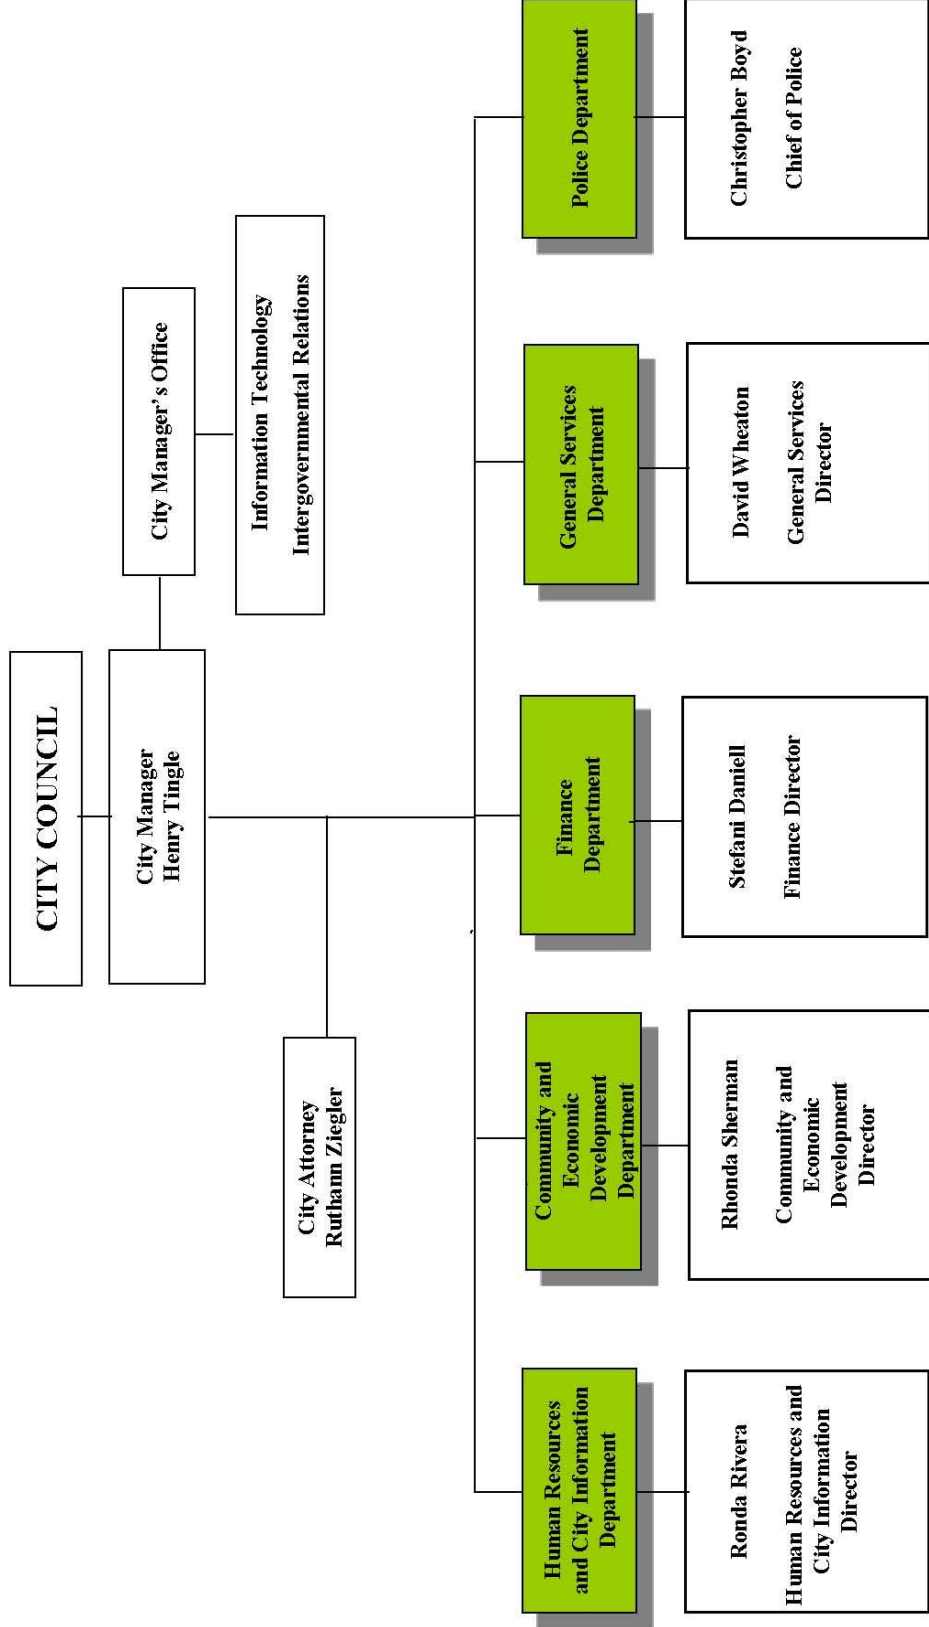 CITY COUNCIL
City Manager
Henry Tingle
City Manager's Office
Information Technology
Intergovernmental Relations
City Attorney
Ruthann Ziegler
Human Resources
and City Information
Department
Community and
Economic
Development
Department
Finance
Department
General Services
Department
Police Department
Ronda Rivera
Human Resources and
City Information
Director
Rhonda Sherman
Community and
Economic
Development
Director
Stefani Daniell
Finance Director
David Wheaton
General Services
Director
Christopher Boyd
Chief of Police